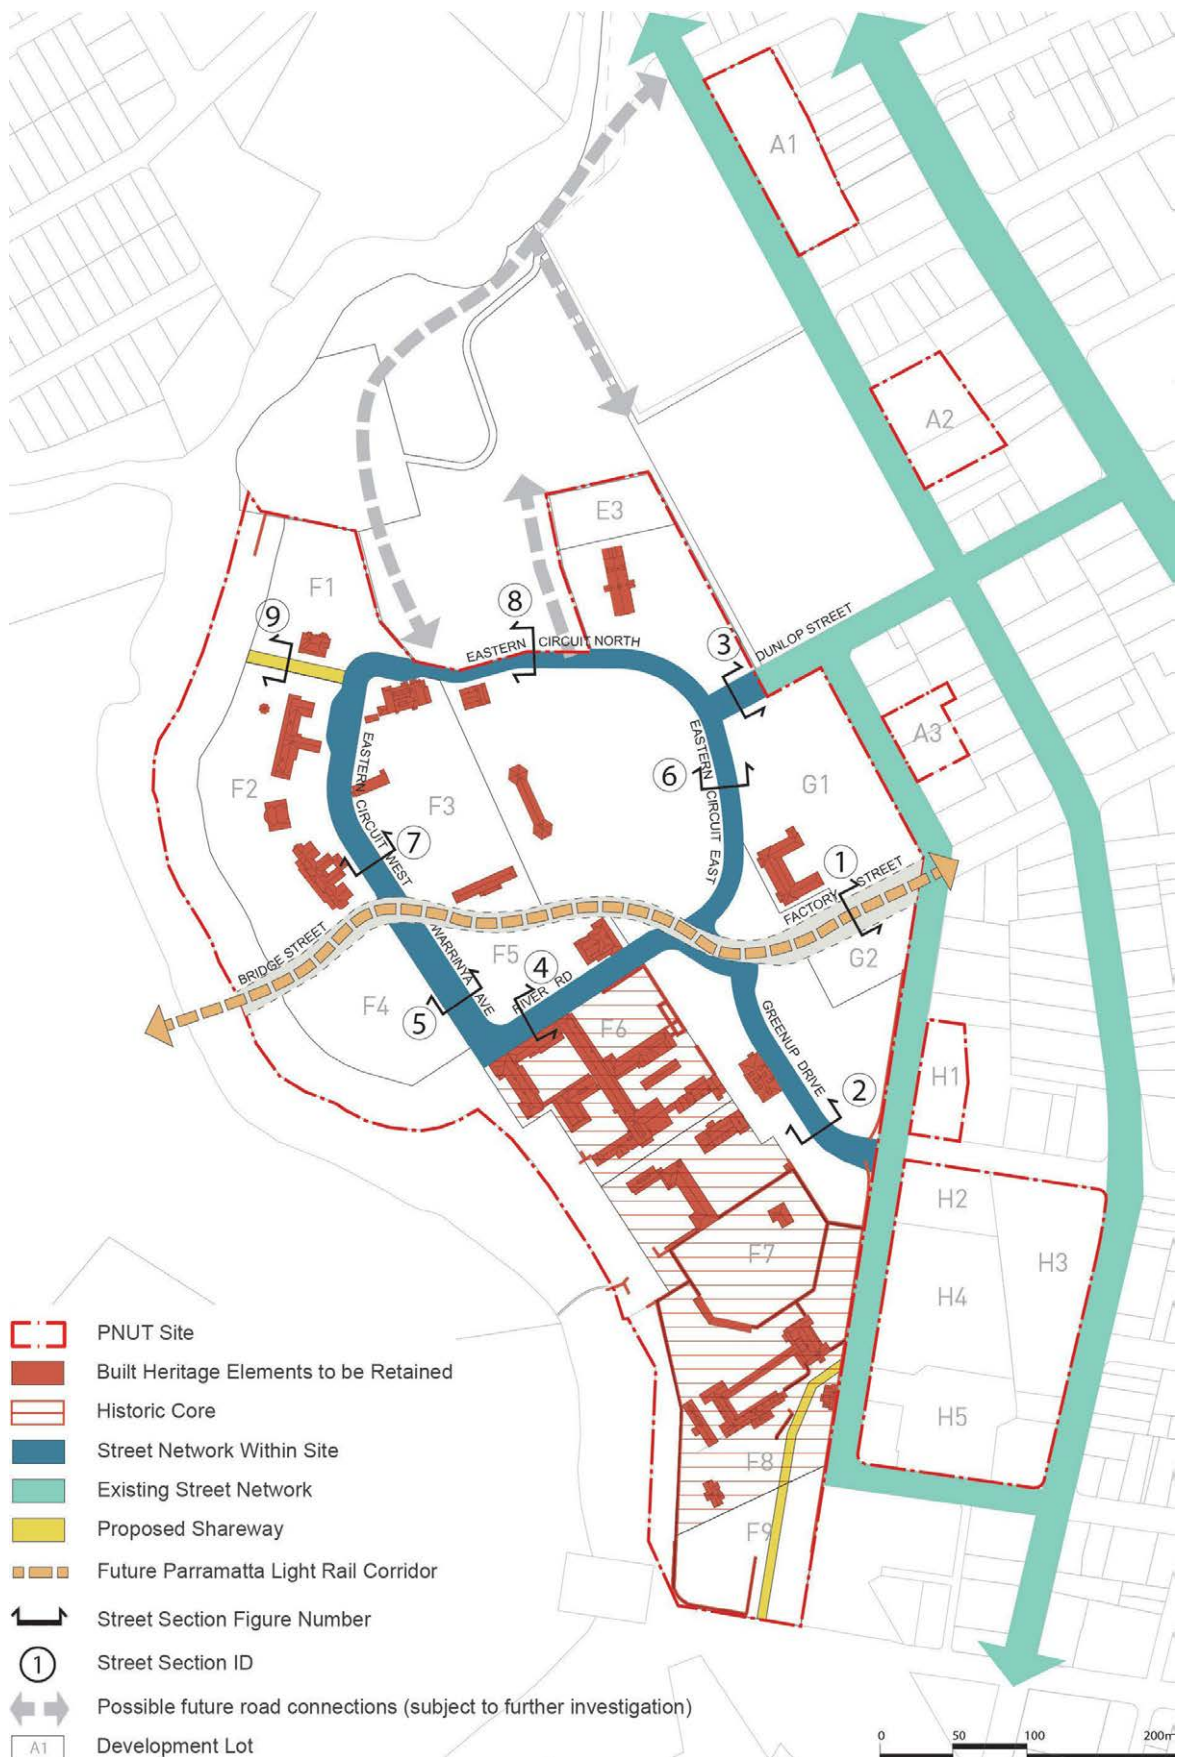 A1
A2
E3
F1
8
9
EASTERN CIRCUIT NORTH
3
DUNLOP STREET
A3
EASTERN CIRCUIT WEST
F2
F3
6
EASTERN CIRCUIT EAST
G1
7
1
FACTORY STREET
BRIDGE STREET
WARRINYA AVE
F5
G2
4
RIVER RD
F4
5
F6
GREENUP DRIVE
H1
2
H2
F7
H3
H4
H5
F8
F9
PNUT Site
Built Heritage Elements to be Retained
Historic Core
Street Network Within Site
Existing Street Network
Proposed Shareway
Future Parramatta Light Rail Corridor
Street Section Figure Number
1 Street Section ID
Possible future road connections (subject to further investigation)
A1 Development Lot
0 50 100 200m